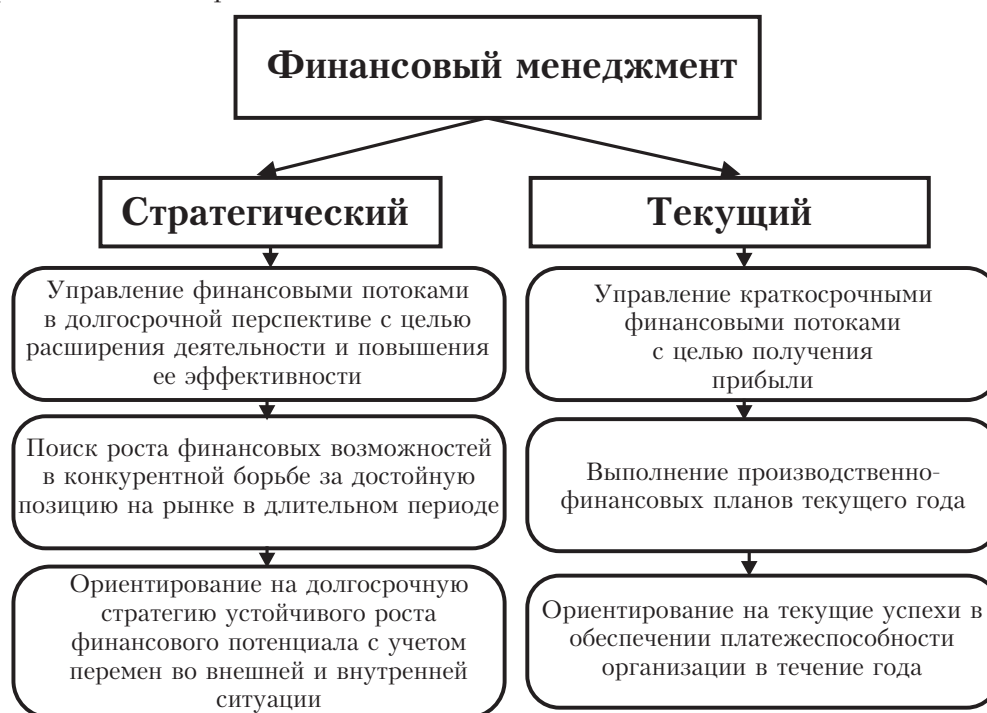 Финансовый менеджмент
Стратегический
Управление финансовыми потоками
в долгосрочной перспективе с целью
расширения деятельности и повышения
ее эффективности
Поиск роста финансовых возможностей
в конкурентной борьбе за достойную
позицию на рынке в длительном периоде
Ориентирование на долгосрочную
стратегию устойчивого роста
финансового потенциала с учетом
перемен во внешней и внутренней
ситуации
Текущий
Управление краткосрочными
финансовыми потоками
с целью получения
прибыли
Выполнение производственно-
финансовых планов текущего года
Ориентирование на текущие успехи в
обеспечении платежеспособности
организации в течение года